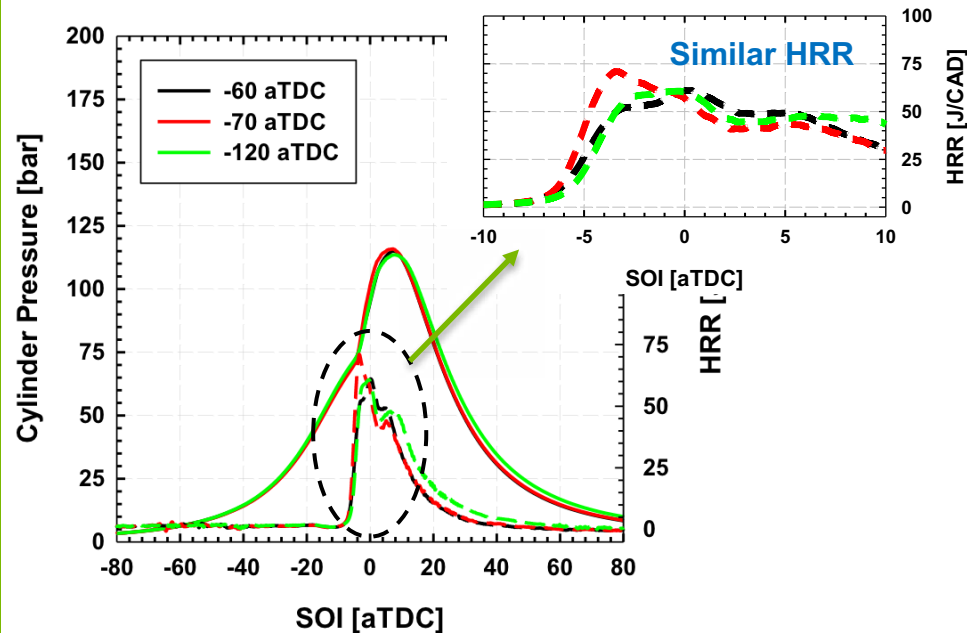 200
175
150
125
100
75
50
25
0
Cylinder Pressure [bar]
-60 aTDC
-70 aTDC
-120 aTDC
-80 -60 -40 -20 0 20 40 60 80
SOI [aTDC]
75
50
25
0
HRR [
Similar HRR
100
75
50
25
0
HRR [J/CAD]
-10 -5 0 5 10
SOI [aTDC]